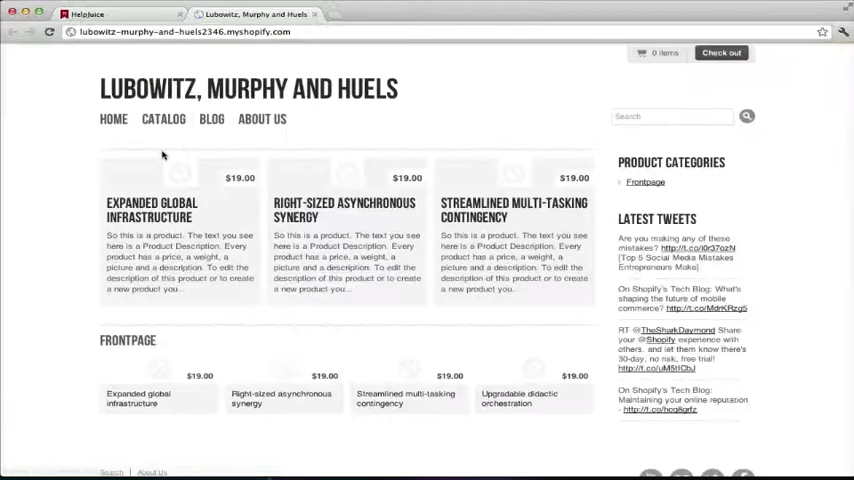 HelpJuice
Lubowitz, Murphy and Huels
lubowitz-murphy-and-huels2346.myshopify.com
0 items
Check out
LUBOWITZ, MURPHY AND HUELS
HOME CATALOG BLOG ABOUT US
Search
$19.00
EXPANDED GLOBAL
INFRASTRUCTURE
So this is a product. The text you see
here is a Product Description. Every
product has a price, a weight, a
picture and a description. To edit the
description of this product or to create
a new product you...
$19.00
RIGHT-SIZED ASYNCHRONOUS
SYNERGY
So this is a product. The text you see
here is a Product Description. Every
product has a price, a weight, a
picture and a description. To edit the
description of this product or to create
a new product you...
$19.00
STREAMLINED MULTI-TASKING
CONTINGENCY
So this is a product. The text you see
here is a Product Description. Every
product has a price, a weight, a
picture and a description. To edit the
description of this product or to create
a new product you...
PRODUCT CATEGORIES
Frontpage
LATEST TWEETS
Are you making any of these
mistakes? http://t.co/i0r37ozN
[Top 5 Social Media Mistakes
Entrepreneurs Make]
On Shopify's Tech Blog: What's
shaping the future of mobile
commerce? http://t.co/MdrKRzg5
RT @TheSharkDaymond Share
your @Shopify experience with
others, and let them know there's
30-day, no risk, free trial!
http://t.co/uM5tICbJ
On Shopify's Tech Blog:
Maintaining your online reputation
- http://t.co/hcq8grfz
FRONTPAGE
$19.00
Expanded global
infrastructure
$19.00
Right-sized asynchronous
synergy
$19.00
Streamlined multi-tasking
contingency
$19.00
Upgradable didactic
orchestration
Search About Us